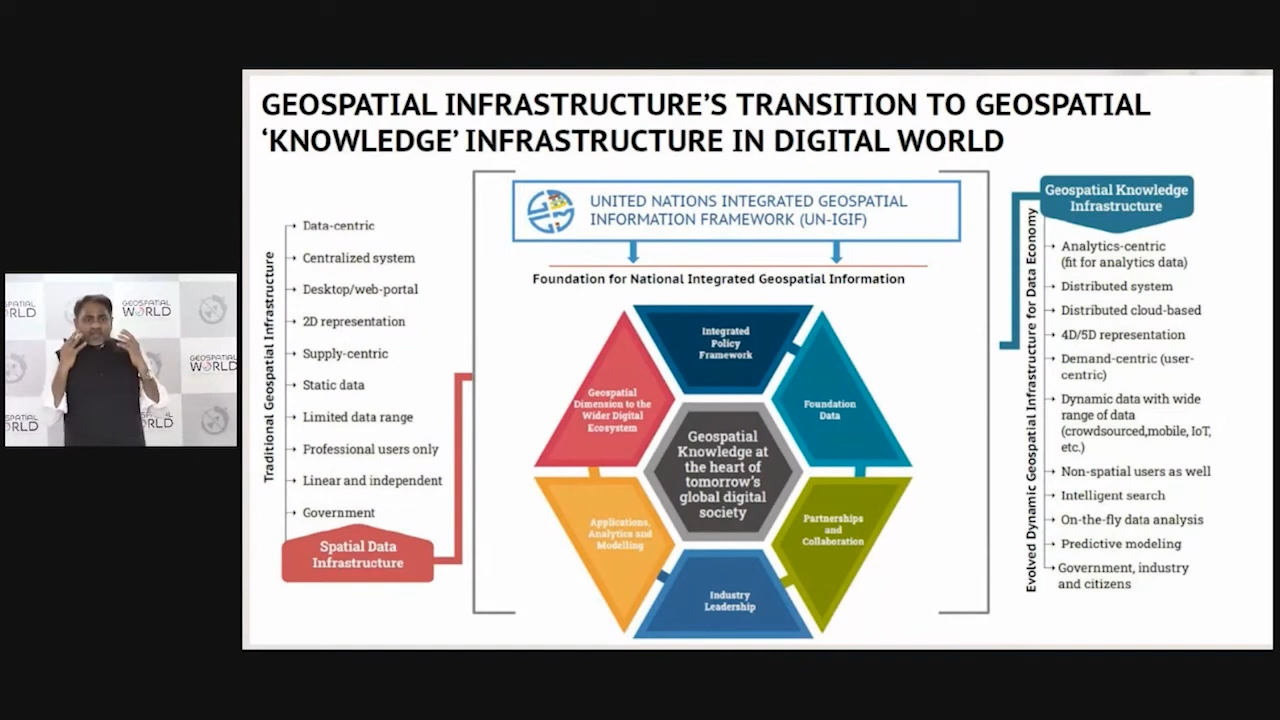 GEOSPATIAL INFRASTRUCTURE'S TRANSITION TO GEOSPATIAL
'KNOWLEDGE' INFRASTRUCTURE IN DIGITAL WORLD
Traditional Geospatial Infrastructure
Data-centric
Centralized system
Desktop/web-portal
2D representation
Supply-centric
Static data
Limited data range
Professional users only
Linear and independent
Government
Spatial Data
Infrastructure
UNITED NATIONS INTEGRATED GEOSPATIAL
INFORMATION FRAMEWORK (UN-IGIF)
Foundation for National Integrated Geospatial Information
Integrated
Policy
Framework
Geospatial
Dimension to the
Wider Digital
Ecosystem
Foundation
Data
Geospatial
Knowledge at
the heart of
tomorrow's
global digital
society
Applications,
Analytics and
Modelling
Partnerships
and
Collaboration
Industry
Leadership
Geospatial Knowledge
Infrastructure
Evolved Dynamic Geospatial Infrastructure for Data Economy
Analytics-centric
(fit for analytics data)
Distributed system
Distributed cloud-based
4D/5D representation
Demand-centric (user-
centric)
Dynamic data with wide
range of data
(crowdsourced,mobile, IoT,
etc.)
Non-spatial users as well
Intelligent search
On-the-fly data analysis
Predictive modeling
Government, industry
and citizens
SPATIAL
RLD
GEOSPATIAL
WORLD
GEOSPATIAL
WORLD
SPATIAL
RLD
RLD